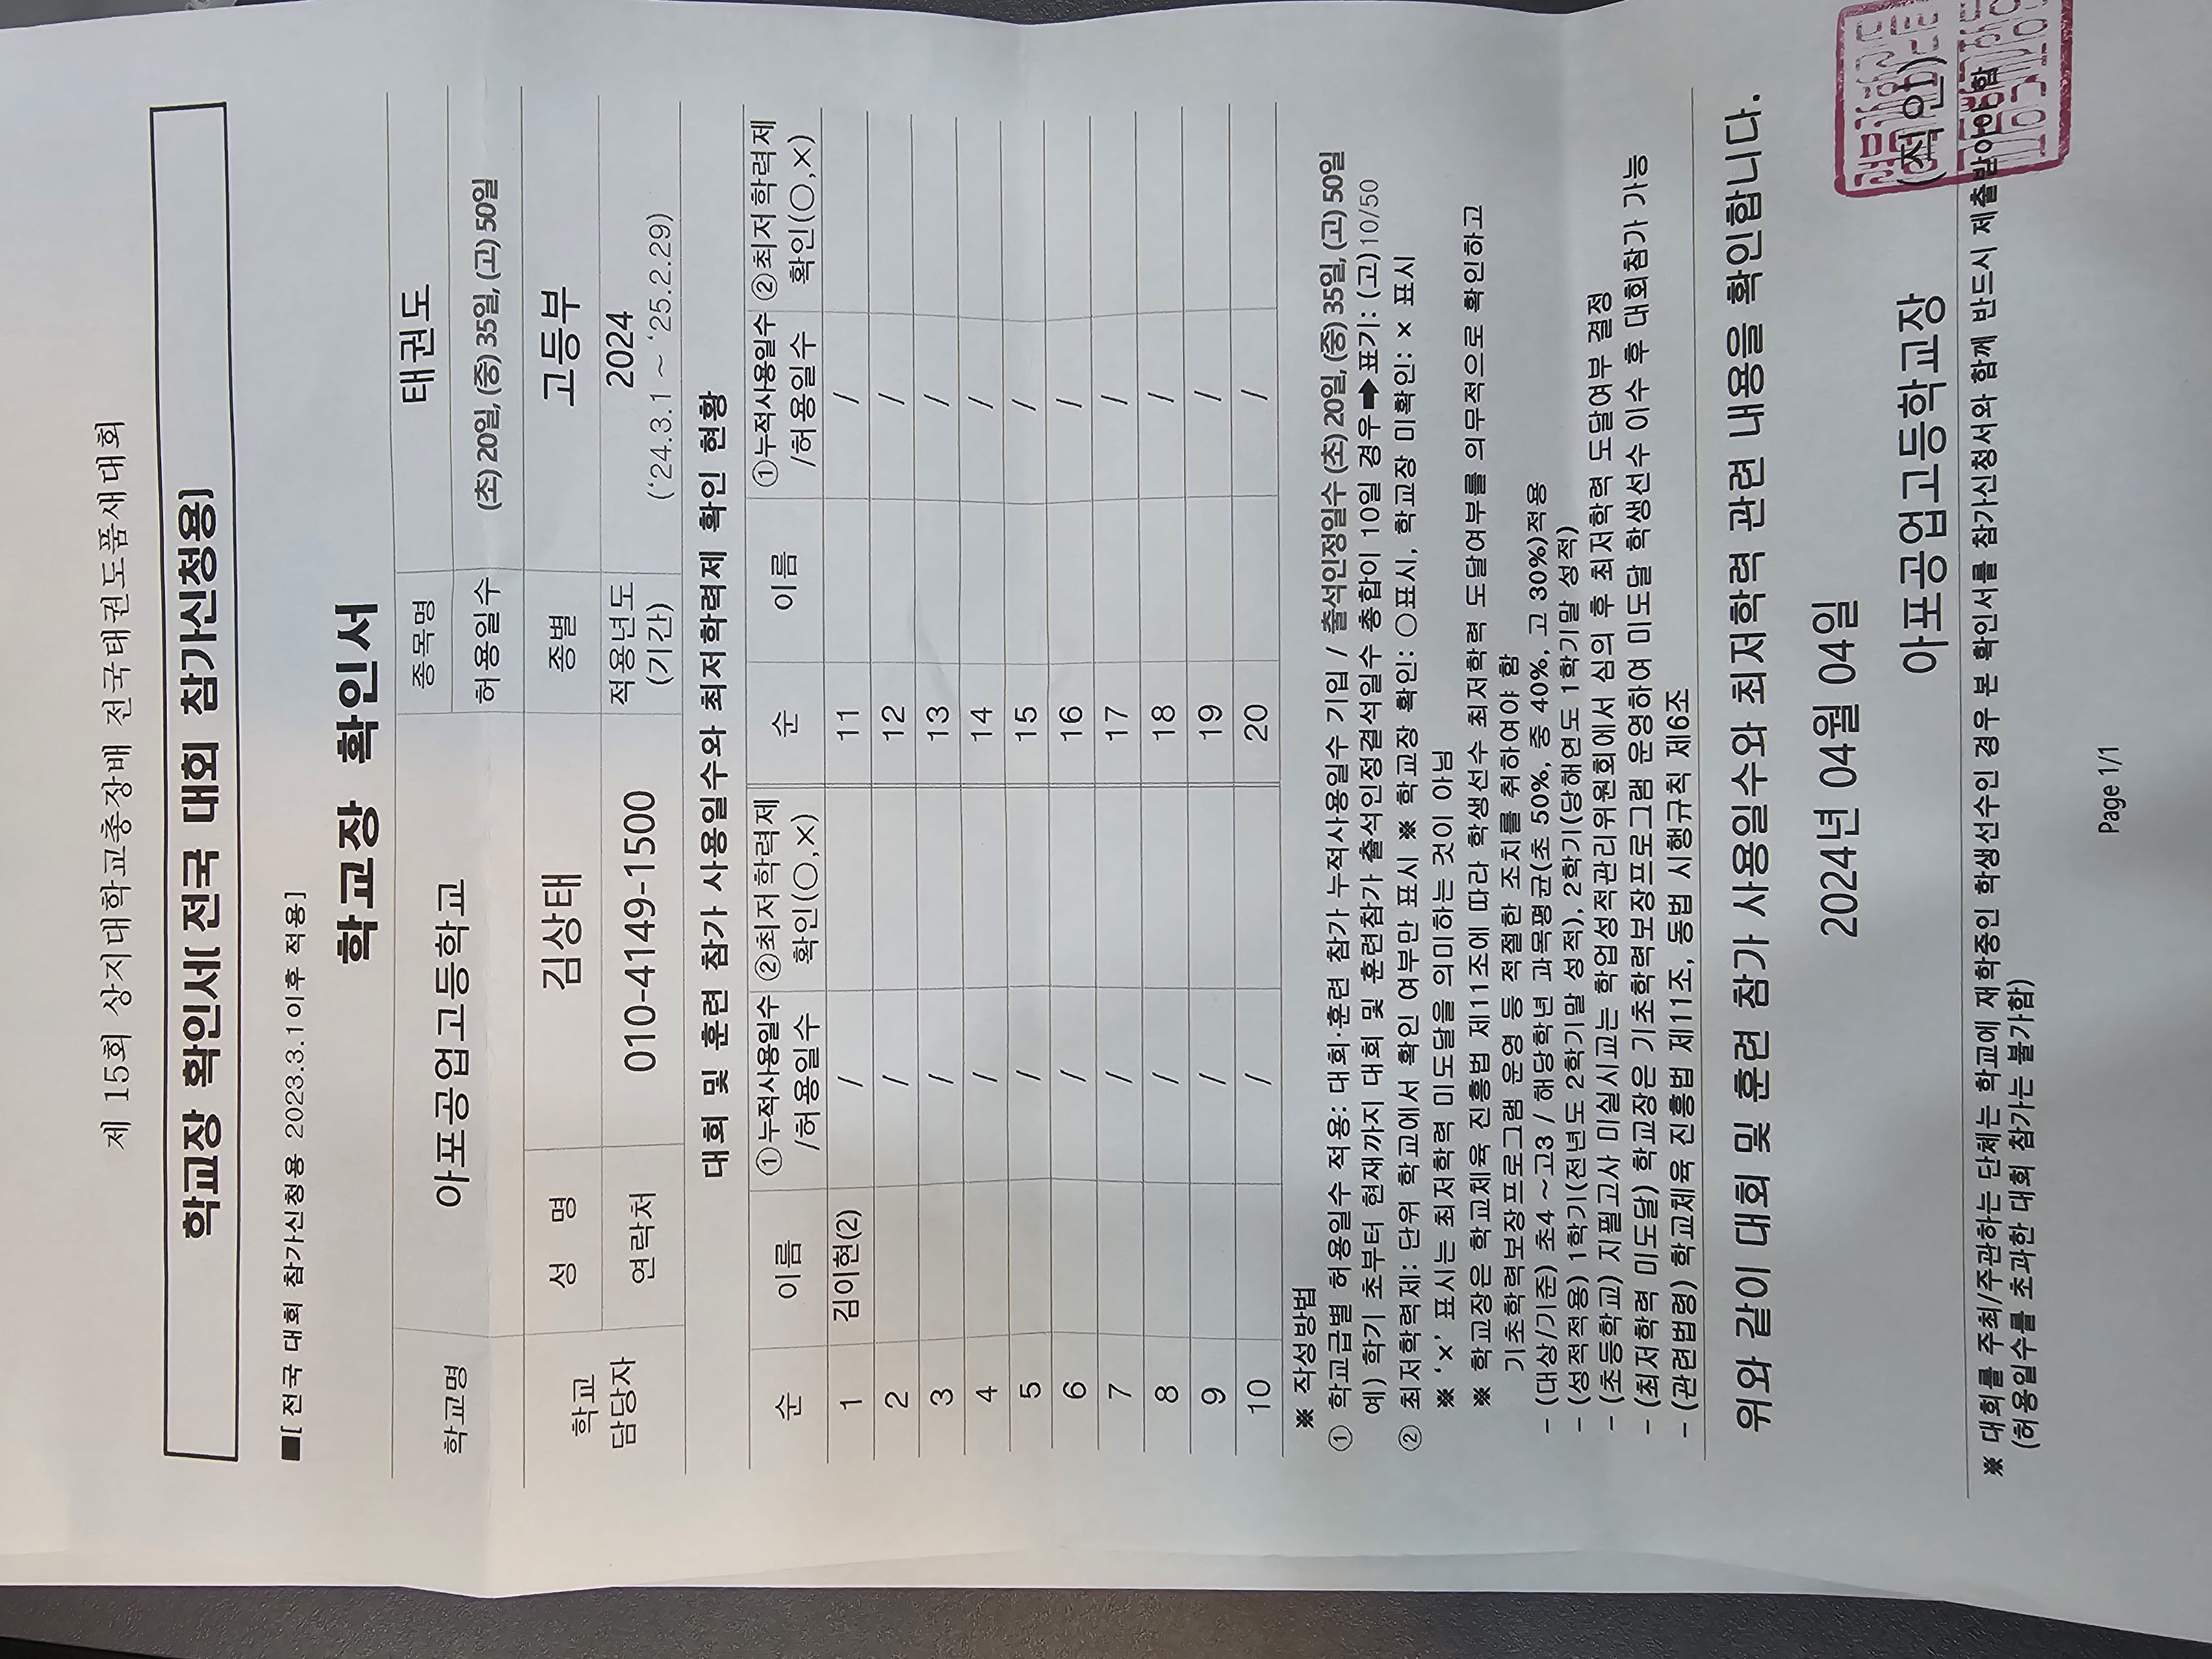 제 15회 상지대학교총장배 전국태권도품새대회
학교장 확인서[ 전국 대회 참가신청용]
■[ 전국 대회 참가신청용 2023.3.1이후 적용]
학교장 확인서
학교명 아포공업고등학교 종목명 태권도
허용일수 (초) 20일, (중) 35일, (고) 50일
학교 담당자 성 명 김상태 종별 고등부
연락처 010-4149-1500 적용년도 (기간) 2024
('24.3.1 ~ '25.2.29)
대회 및 훈련 참가 사용일수와 최저학력제 확인 현황
순 이름 ①누적사용일수 /허용일수 ②최저학력제 확인(○,×) 순 이름 ①누적사용일수 /허용일수 ②최저학력제 확인(○,×)
1 김이현(2) / 11 /
2 / 12 /
3 / 13 /
4 / 14 /
5 / 15 /
6 / 16 /
7 / 17 /
8 / 18 /
9 / 19 /
10 / 20 /
※ 작성방법
① 학교급별 허용일수 적용: 대회·훈련 참가 누적사용일수 기입 / 출석인정일수 (초) 20일, (중) 35일, (고) 50일
예) 학기 초부터 현재까지 대회 및 훈련참가 출석인정결석일수 총합이 10일 경우 ➡ 표기: (고) 10/50
② 최저학력제: 단위 학교에서 확인 여부만 표시 ※ 학교장 확인: ○표시, 학교장 미확인: × 표시
※ ‘×’ 표시는 최저학력 미도달을 의미하는 것이 아님
※ 학교장은 학교체육 진흥법 제11조에 따라 학생선수 최저학력 도달여부를 의무적으로 확인하고
기초학력보장프로그램 운영 등 적절한 조치를 취하여야 함
- (대상/기준) 초4 ~고3 / 해당학년 과목평균(초 50%, 중 40%, 고 30%)적용
- (성적적용) 1학기(전년도 2학기말 성적), 2학기(당해연도 1학기말 성적)
- (초등학교) 지필고사 미실시교는 학업성적관리위원회에서 심의 후 최저학력 도달여부 결정
- (최저학력 미도달) 학교장은 기초학력보장프로그램 운영하여 미도달 학생선수 이수 후 대회참가 가능
- (관련법령) 학교체육 진흥법 제11조, 동법 시행규칙 제6조
위와 같이 대회 및 훈련 참가 사용일수와 최저학력 관련 내용을 확인합니다.
2024년 04월 04일
아포공업고등학교장 (직인)
※ 대회를 주최/주관하는 단체는 학교에 재학중인 학생선수인 경우 본 확인서를 참가신청서와 함께 반드시 제출받아야 함
(허용일수를 초과한 대회 참가는 불가함)
Page 1/1